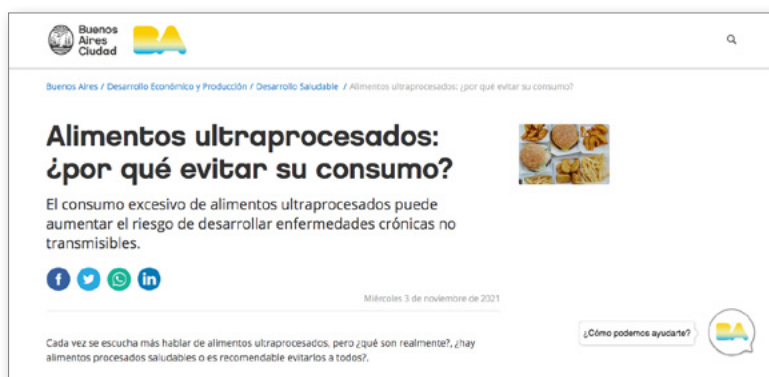 Buenos
Aires
Ciudad
BA
Buenos Aires / Desarrollo Económico y Producción / Desarrollo Saludable / Alimentos ultraprocesados: ¿por qué evitar su consumo?
Alimentos ultraprocesados:
¿por qué evitar su consumo?
El consumo excesivo de alimentos ultraprocesados puede
aumentar el riesgo de desarrollar enfermedades crónicas no
transmisibles.
f
in
Miércoles 3 de noviembre de 2021
¿Cómo podemos ayudarte?
BA
Cada vez se escucha más hablar de alimentos ultraprocesados, pero ¿qué son realmente?, ¿hay
alimentos procesados saludables o es recomendable evitarlos a todos?.